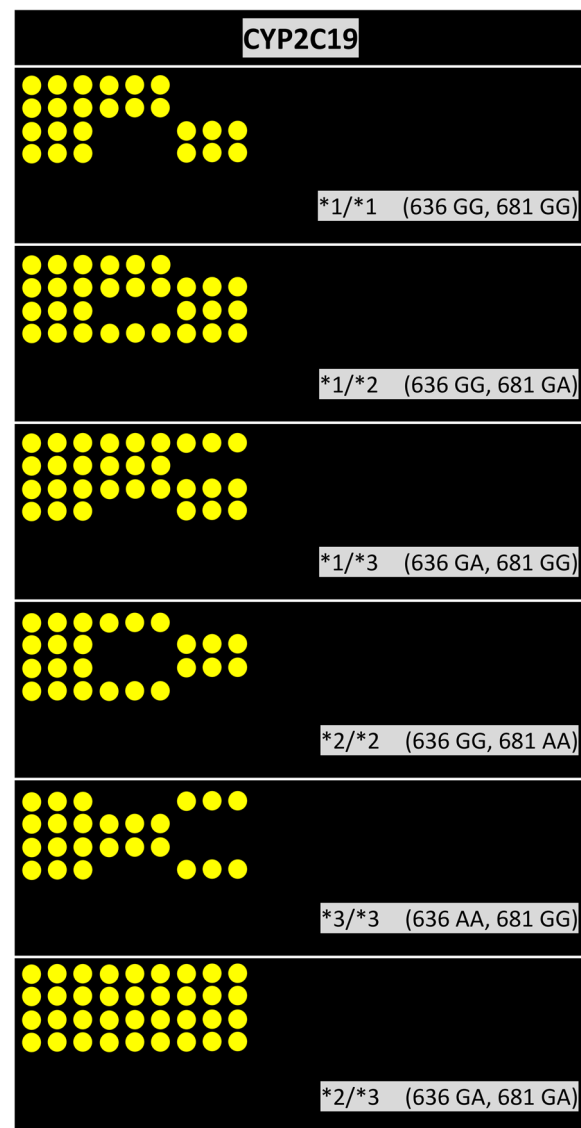 CYP2C19
*1/*1 (636 GG, 681 GG)
*1/*2 (636 GG, 681 GA)
*1/*3 (636 GA, 681 GG)
*2/*2 (636 GG, 681 AA)
*3/*3 (636 AA, 681 GG)
*2/*3 (636 GA, 681 GA)